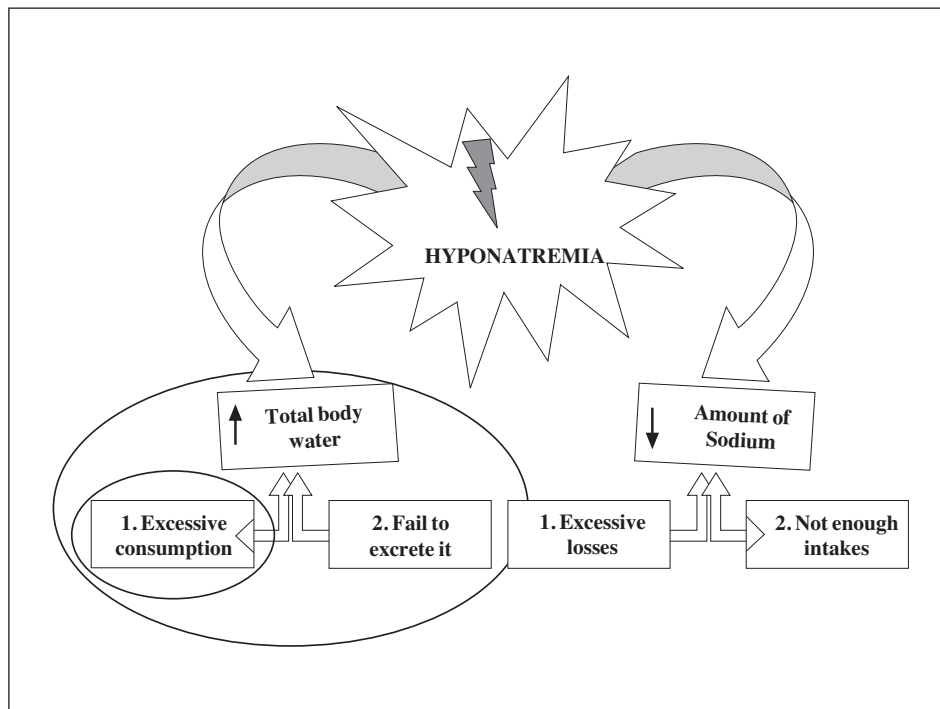 HYPONATREMIA
Total body
water
Amount of
Sodium
1. Excessive
consumption
2. Fail to
excrete it
1. Excessive
losses
2. Not enough
intakes